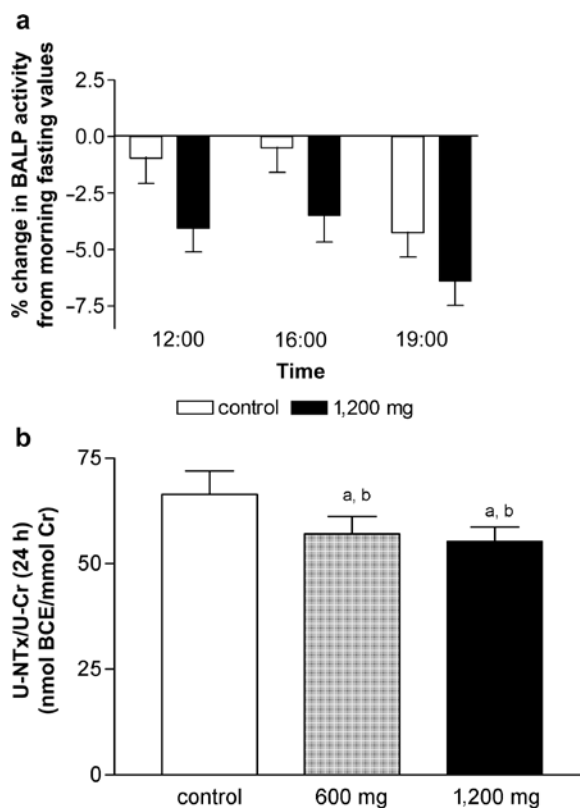 a
% change in BALP activity
from morning fasting values
2.5
0.0
−2.5
−5.0
−7.5
12:00 16:00 19:00
Time
control 1,200 mg
b
U-NTx/U-Cr (24 h)
(nmol BCE/mmol Cr)
75
50
25
0
a, b a, b
control 600 mg 1,200 mg